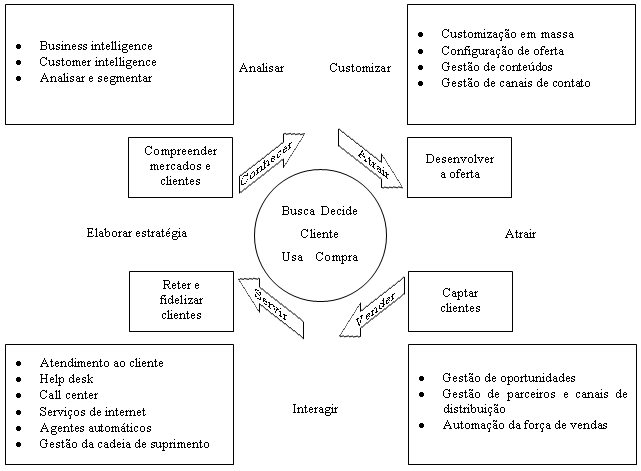 Business intelligence
Customer intelligence
Analisar e segmentar
Analisar
Customizar
Customização em massa
Configuração de oferta
Gestão de conteúdos
Gestão de canais de contato
Compreender
mercados e
clientes
Conhecer
Atrair
Desenvolver
a oferta
Elaborar estratégia
Busca Decide
Cliente
Usa Compra
Atrair
Reter e
fidelizar
clientes
Servir
Vender
Captar
clientes
Atendimento ao cliente
Help desk
Call center
Serviços de internet
Agentes automáticos
Gestão da cadeia de suprimento
Interagir
Gestão de oportunidades
Gestão de parceiros e canais de
distribuição
Automação da força de vendas